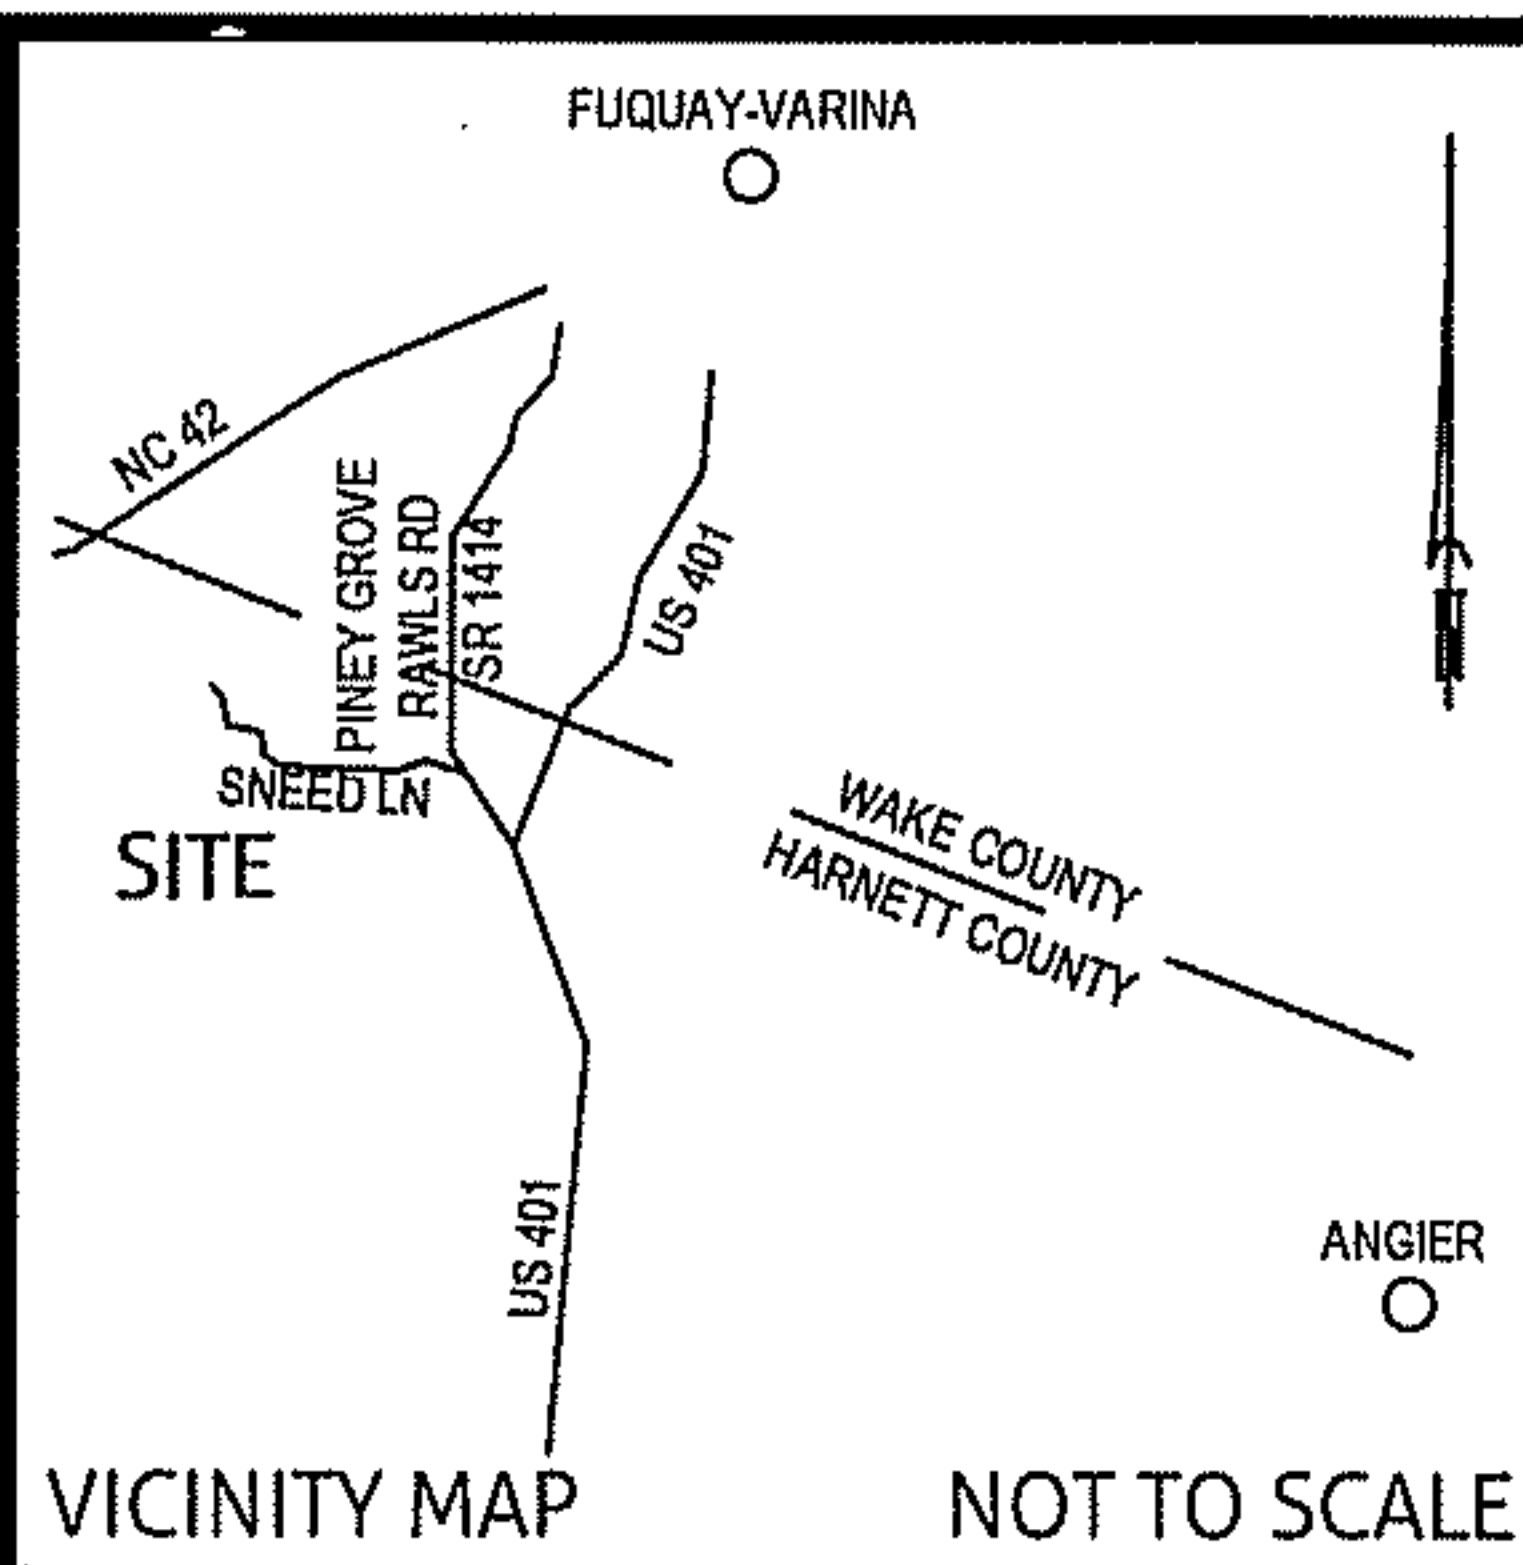 FUQUAY-VARINA
NC 42
PINEY GROVE
RAWLS RD
SR 1414
US 401
SNEED LN
SITE
WAKE COUNTY
HARNETT COUNTY
US 401
ANGIER
VICINITY MAP
NOT TO SCALE